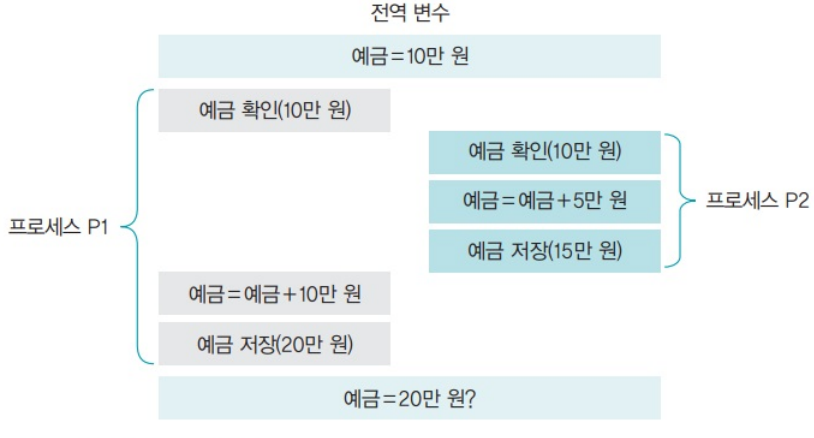 전역 변수
예금=10만 원
예금 확인(10만 원)
예금 확인(10만 원)
예금=예금+5만 원
프로세스 P2
프로세스 P1
예금 저장(15만 원)
예금=예금+10만 원
예금 저장(20만 원)
예금=20만 원?